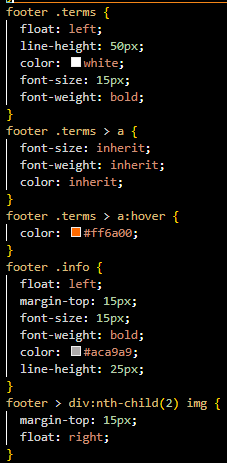 footer .terms {
  float: left;
  line-height: 50px;
  color: white;
  font-size: 15px;
  font-weight: bold;
}
footer .terms > a {
  font-size: inherit;
  font-weight: inherit;
  color: inherit;
}
footer .terms > a:hover {
  color: #ff6a00;
}
footer .info {
  float: left;
  margin-top: 15px;
  font-size: 15px;
  font-weight: bold;
  color: #aca9a9;
  line-height: 25px;
}
footer > div:nth-child(2) img {
  margin-top: 15px;
  float: right;
}